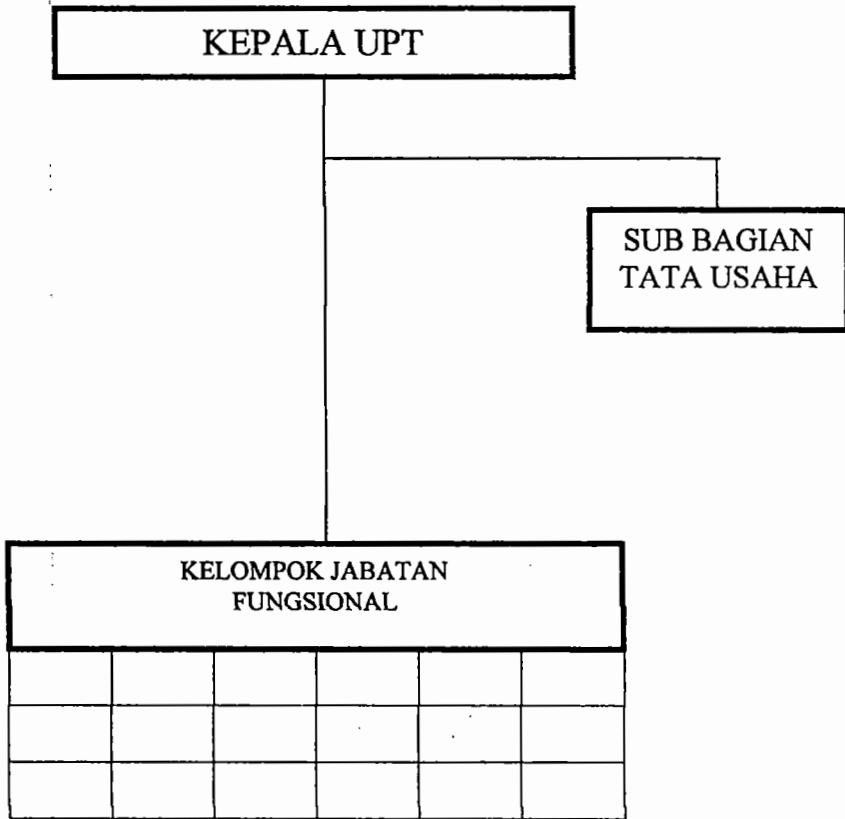 KEPALA UPT
SUB BAGIAN
TATA USAHA
KELOMPOK JABATAN
FUNGSIONAL